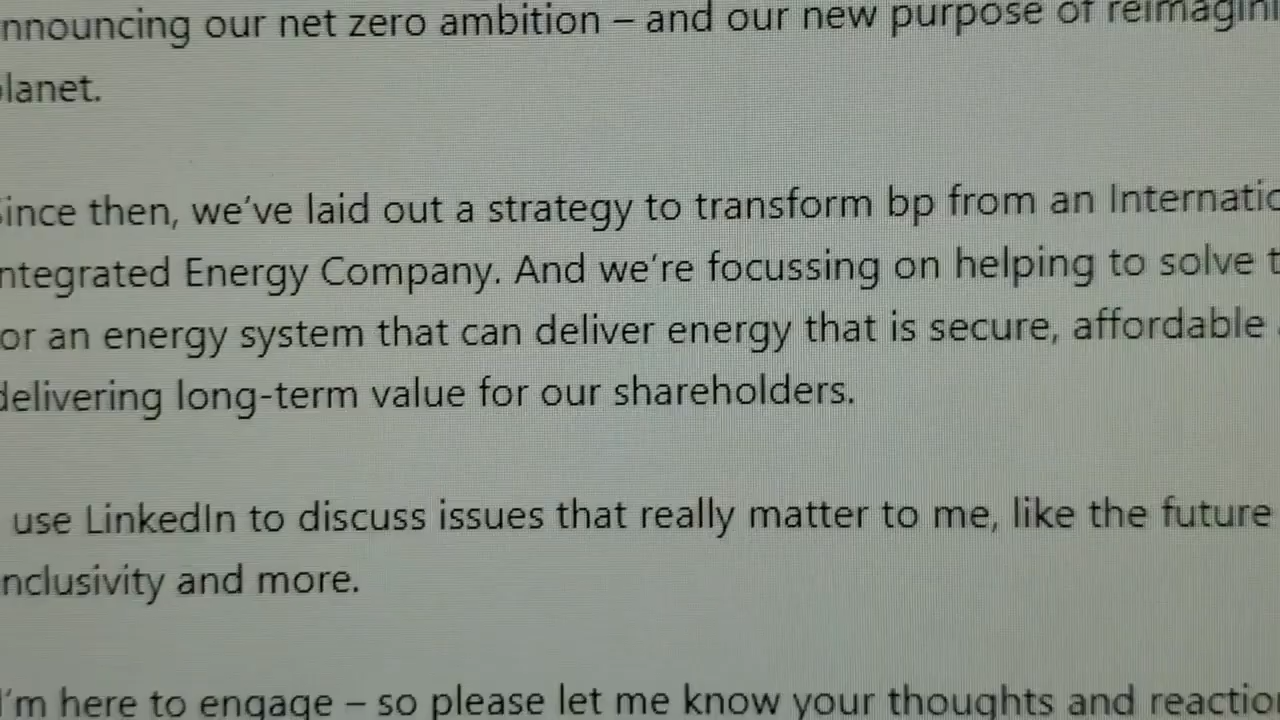 nnouncing our net zero ambition – and our new purpose of reimagini
lanet.
ince then, we've laid out a strategy to transform bp from an Internatio
ntegrated Energy Company. And we're focussing on helping to solve t
or an energy system that can deliver energy that is secure, affordable
delivering long-term value for our shareholders.
use LinkedIn to discuss issues that really matter to me, like the future
nclusivity and more.
I'm here to engage – so please let me know your thoughts and reaction